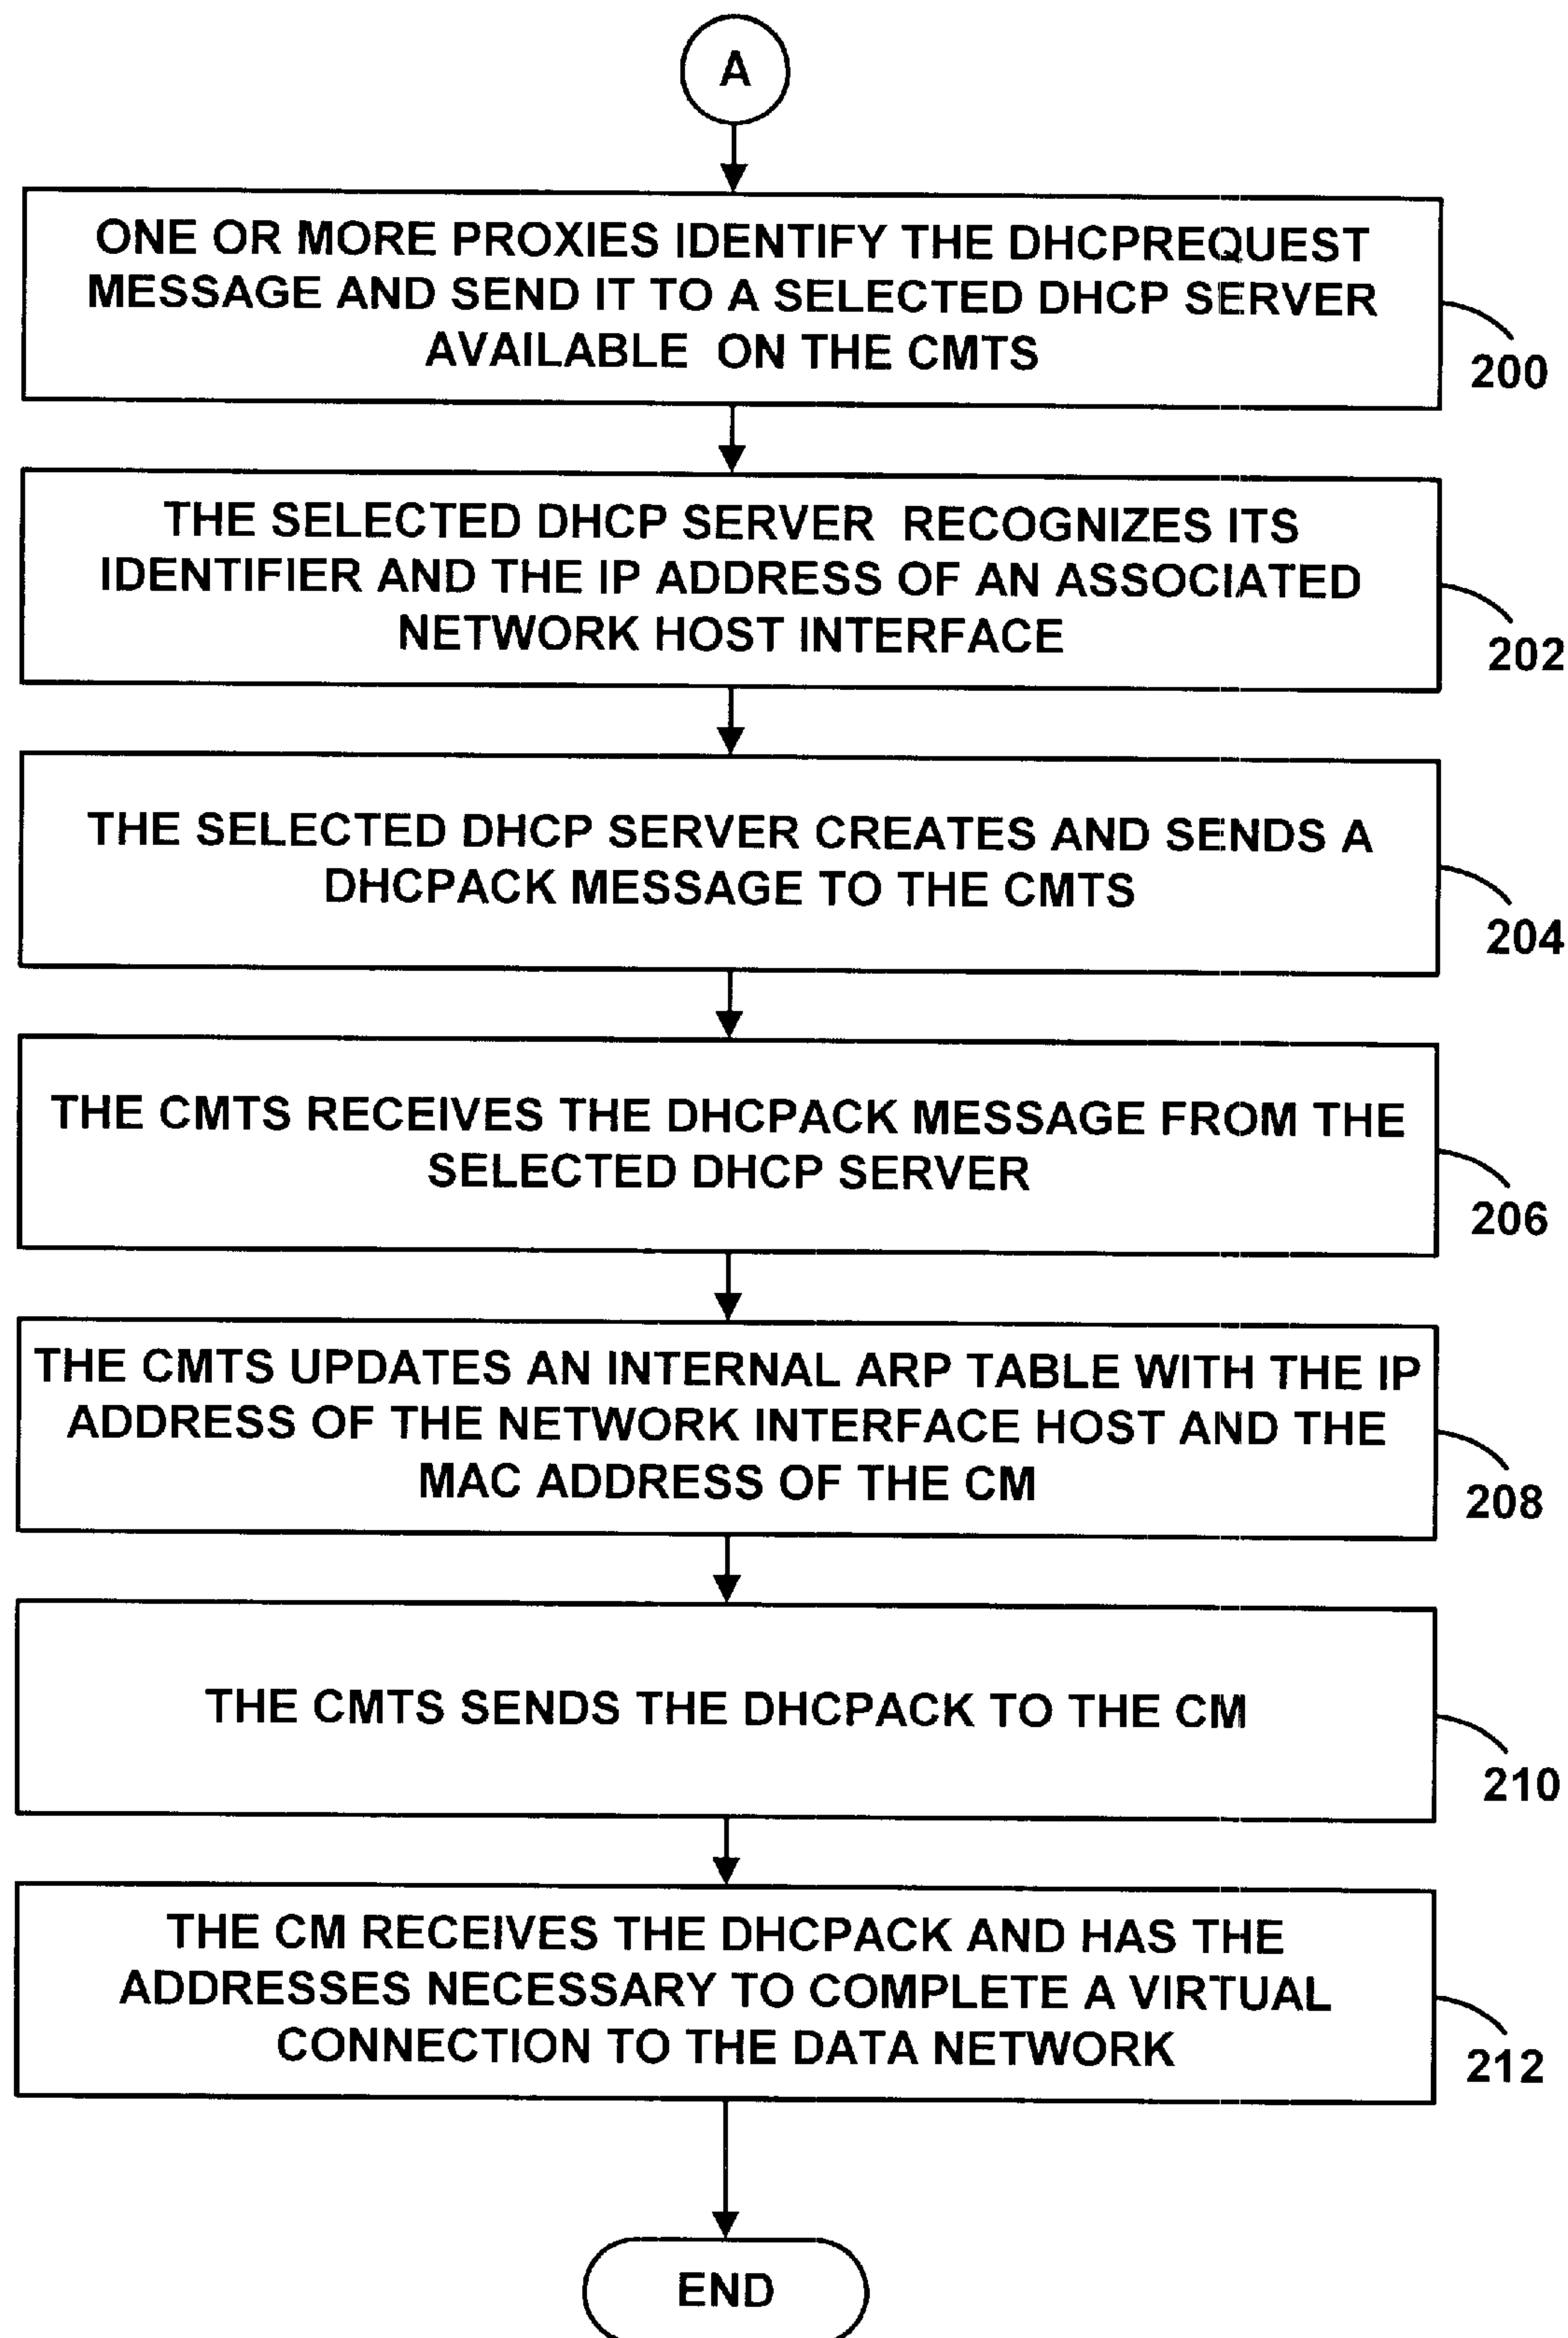 A
ONE OR MORE PROXIES IDENTIFY THE DHCPREQUEST
MESSAGE AND SEND IT TO A SELECTED DHCP SERVER
AVAILABLE ON THE CMTS
200
THE SELECTED DHCP SERVER RECOGNIZES ITS
IDENTIFIER AND THE IP ADDRESS OF AN ASSOCIATED
NETWORK HOST INTERFACE
202
THE SELECTED DHCP SERVER CREATES AND SENDS A
DHCPACK MESSAGE TO THE CMTS
204
THE CMTS RECEIVES THE DHCPACK MESSAGE FROM THE
SELECTED DHCP SERVER
206
THE CMTS UPDATES AN INTERNAL ARP TABLE WITH THE IP
ADDRESS OF THE NETWORK INTERFACE HOST AND THE
MAC ADDRESS OF THE CM
208
THE CMTS SENDS THE DHCPACK TO THE CM
210
THE CM RECEIVES THE DHCPACK AND HAS THE
ADDRESSES NECESSARY TO COMPLETE A VIRTUAL
CONNECTION TO THE DATA NETWORK
212
END